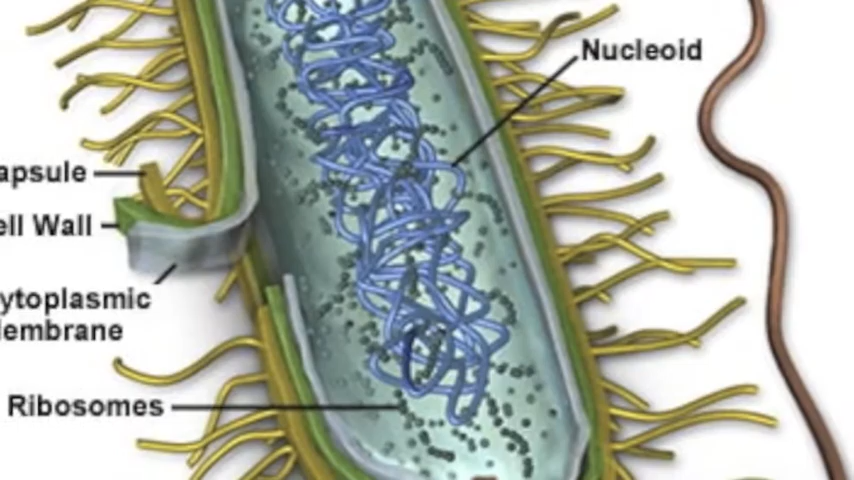 Nucleoid
apsule
ell Wall
ytoplasmic
embrane
Ribosomes